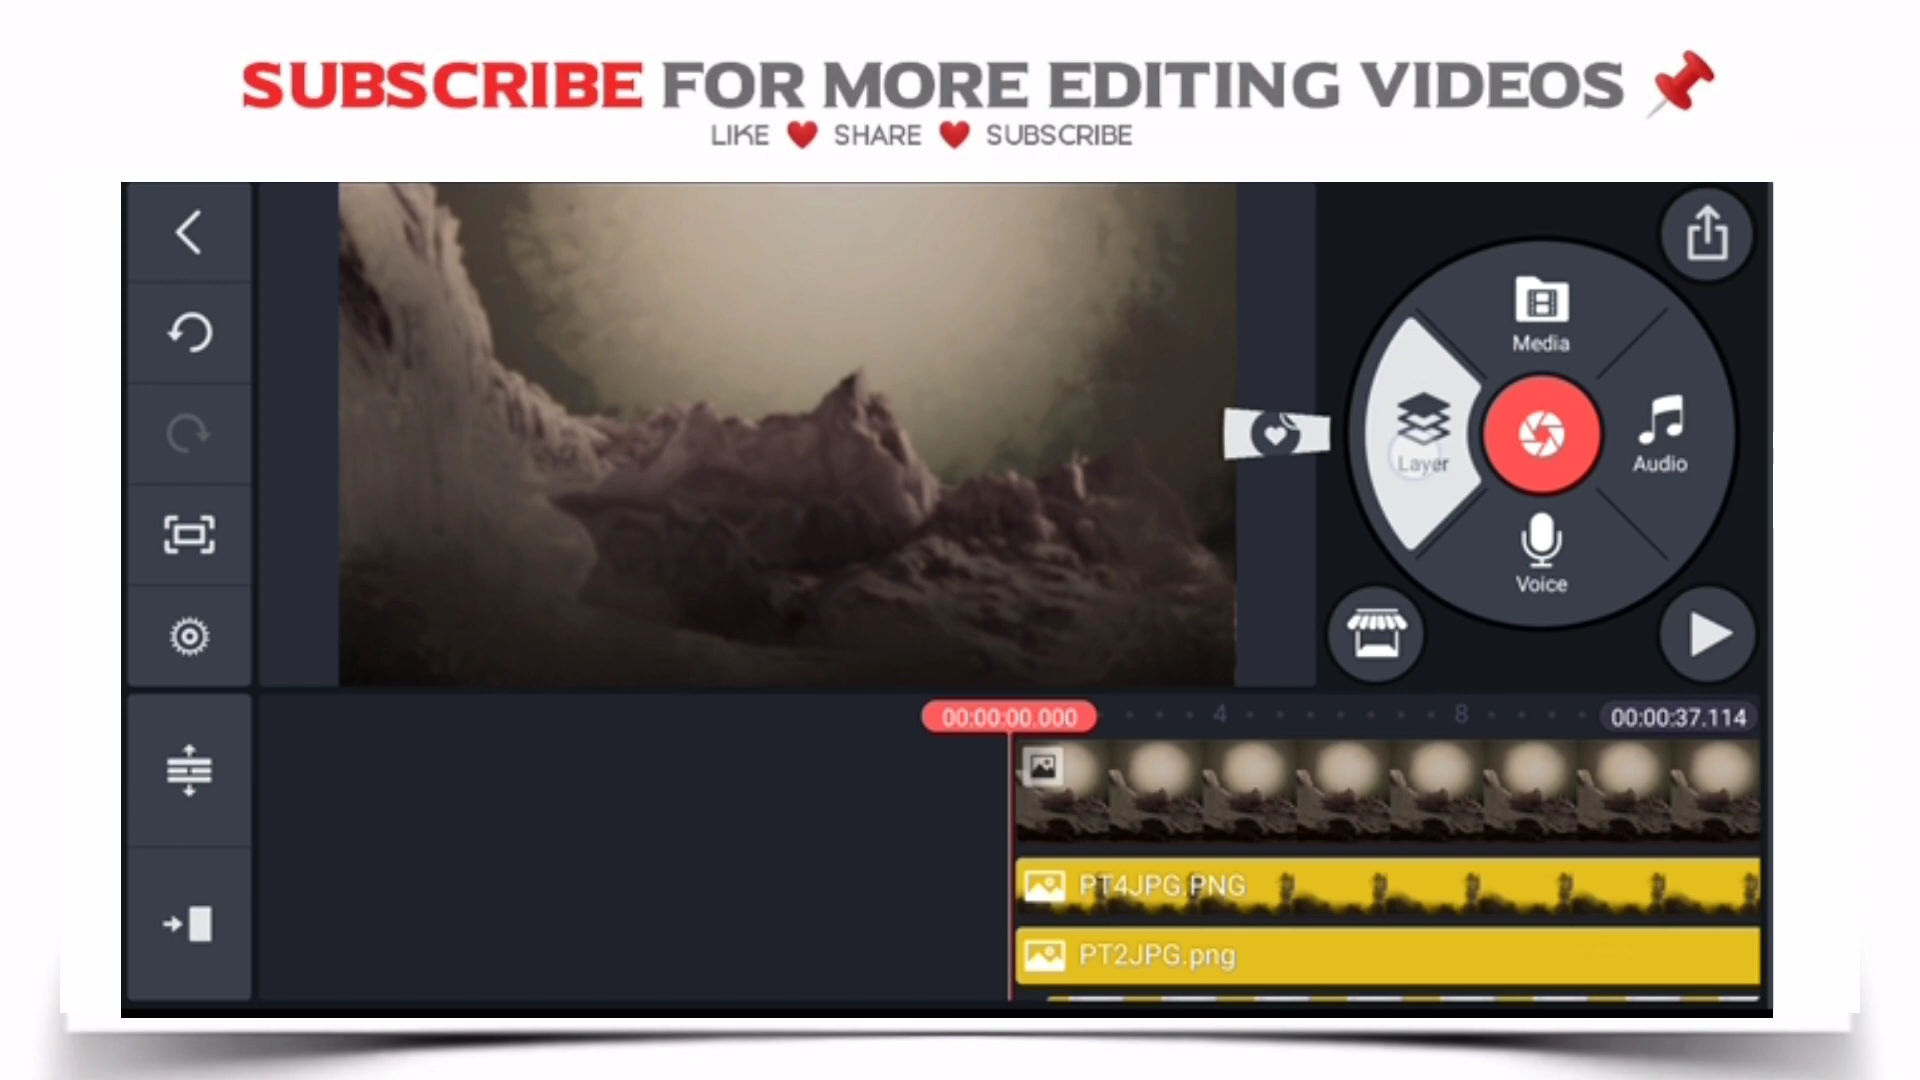 SUBSCRIBE FOR MORE EDITING VIDEOS
LIKE SHARE SUBSCRIBE
Media
Layer
Audio
Voice
00:00:00.000
4
8
00:00:37.114
PT4JPG.PNG
PT2JPG.png